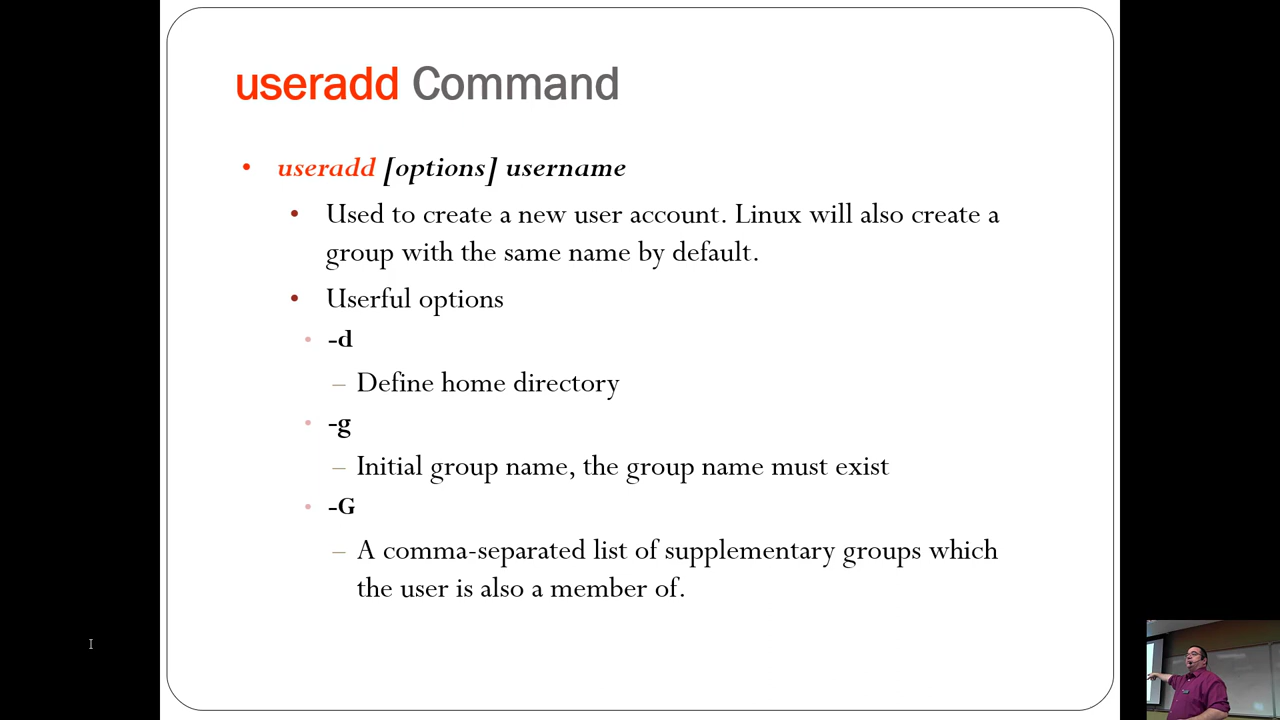 useradd Command
• useradd [options] username
• Used to create a new user account. Linux will also create a
group with the same name by default.
• Userful options
• -d
– Define home directory
• -g
– Initial group name, the group name must exist
• -G
– A comma-separated list of supplementary groups which
the user is also a member of.